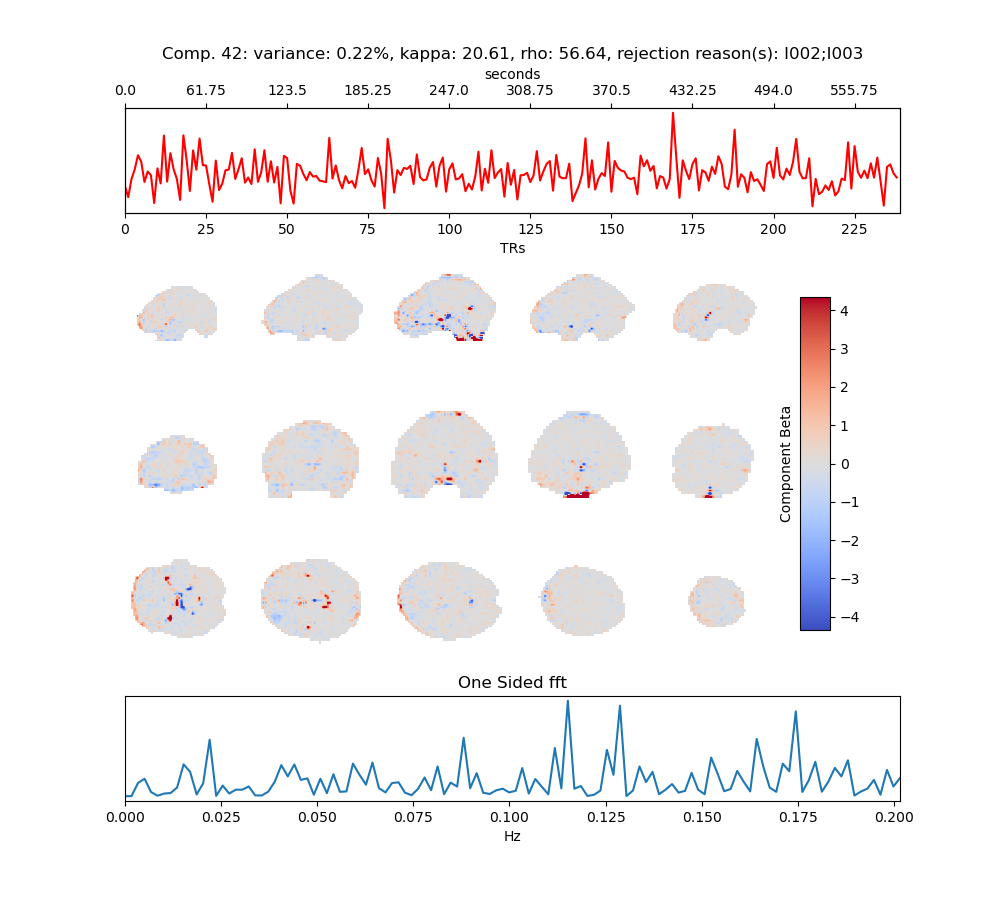 Comp. 42: variance: 0.22%, kappa: 20.61, rho: 56.64, rejection reason(s): I002;I003
seconds
0.0 61.75 123.5 185.25 247.0 308.75 370.5 432.25 494.0 555.75
0 25 50 75 100 125 150 175 200 225
TRs
4
3
2
1
0
−1
−2
−3
−4
Component Beta
One Sided fft
0.000 0.025 0.050 0.075 0.100 0.125 0.150 0.175 0.200
Hz